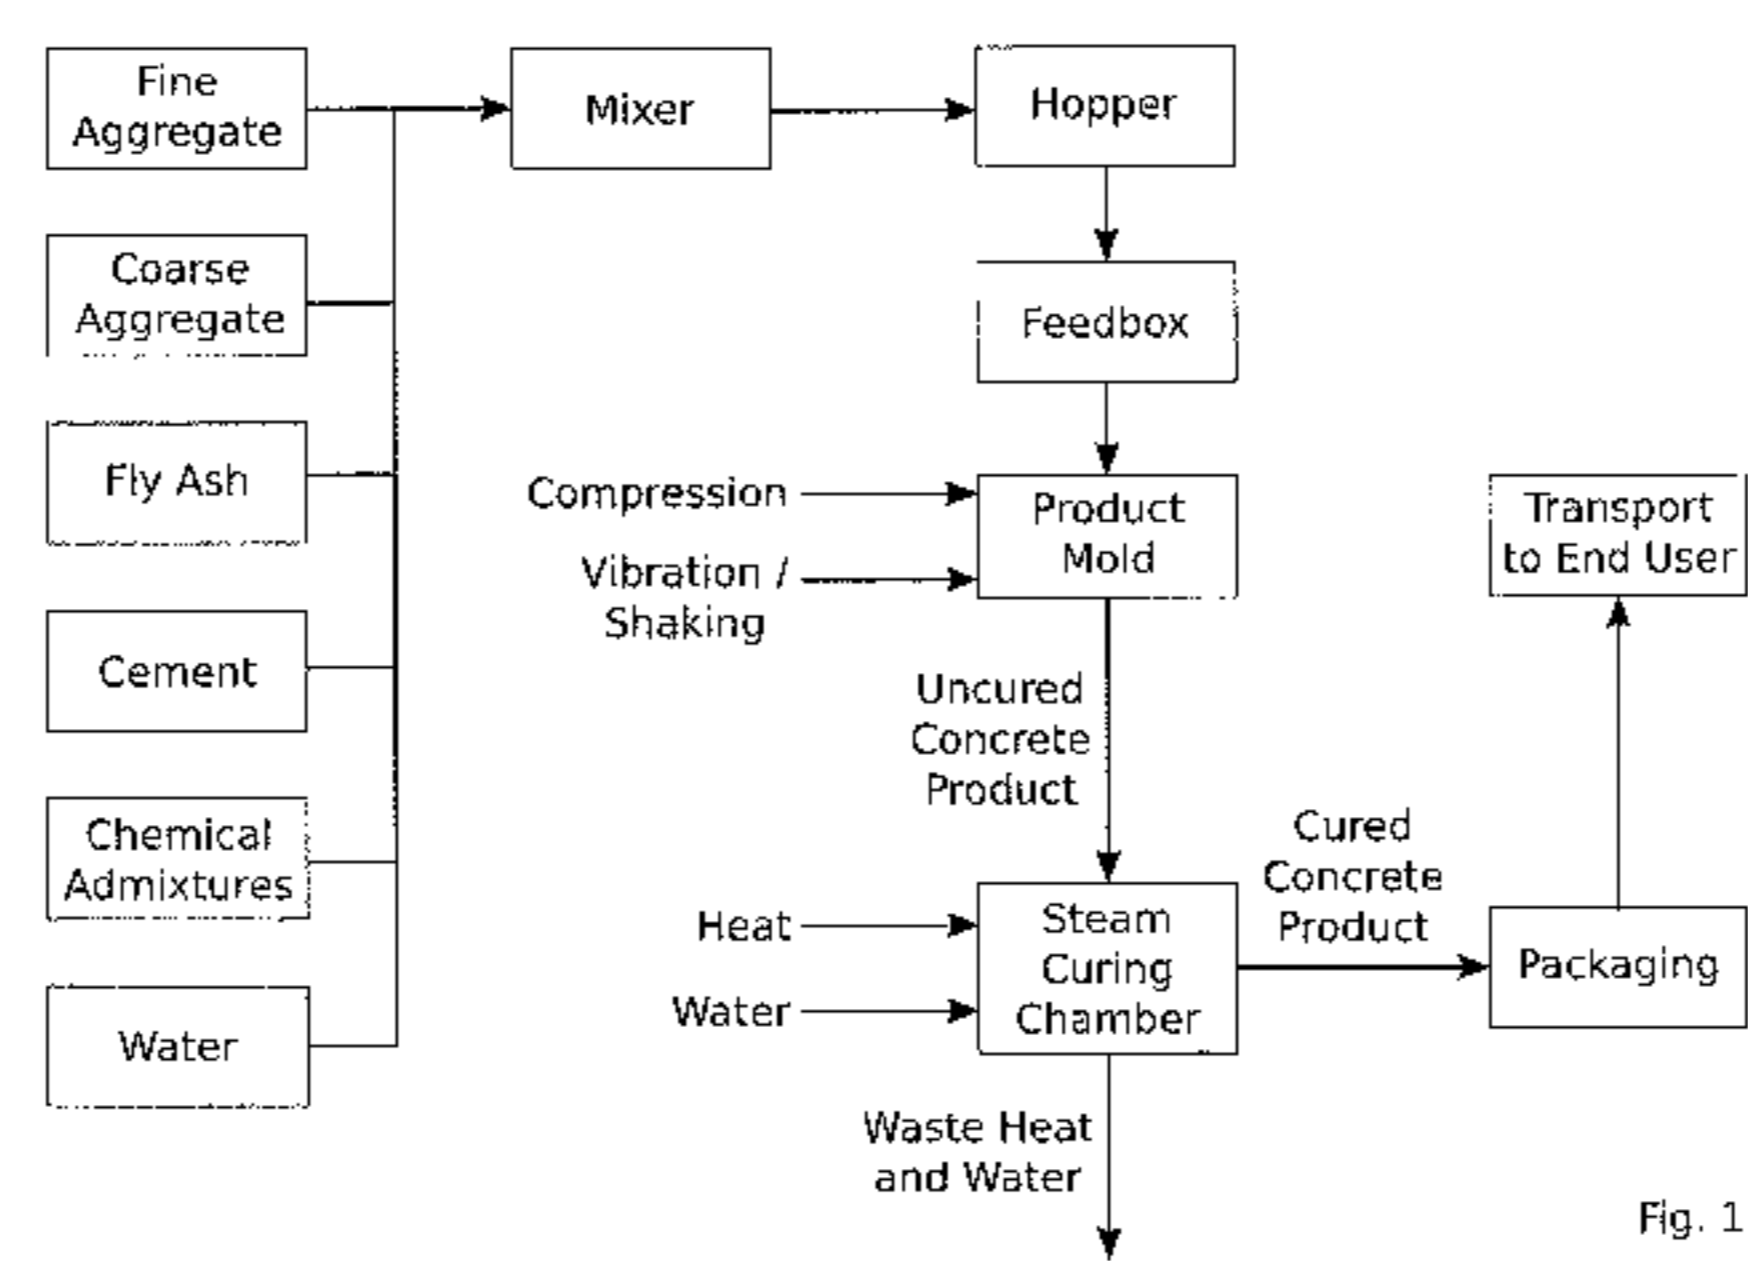 Fine
Aggregate
Mixer
Hopper
Coarse
Aggregate
Feedbox
Fly Ash
Compression
Product
Mold
Transport
to End User
Vibration /
Shaking
Cement
Uncured
Concrete
Product
Chemical
Admixtures
Cured
Concrete
Product
Heat
Steam
Curing
Chamber
Packaging
Water
Water
Waste Heat
and Water
Fig. 1